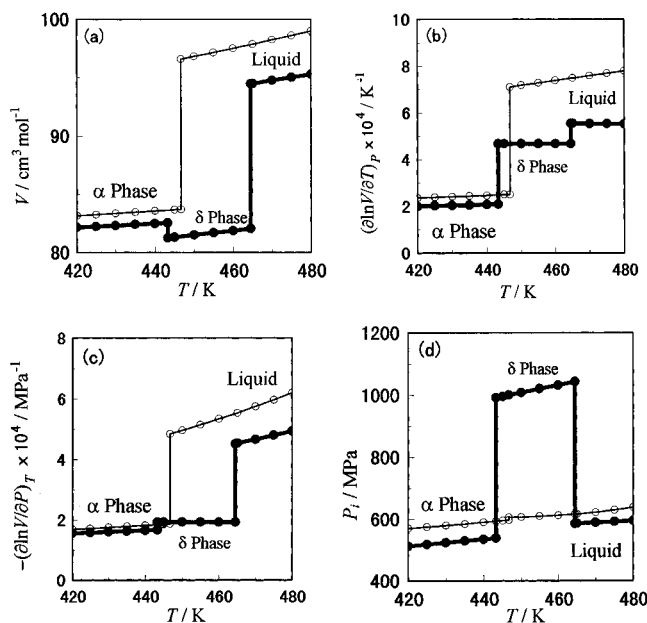 (a)
100
90
80
V / cm³ mol⁻¹
Liquid
α Phase
δ Phase
420 440 460 480
T / K
(b)
10
8
6
4
2
0
(∂lnV/∂T)P × 10⁴ / K⁻¹
Liquid
δ Phase
α Phase
420 440 460 480
T / K
(c)
8
6
4
2
0
−(∂lnV/∂P)T × 10⁴ / MPa⁻¹
Liquid
α Phase
δ Phase
420 440 460 480
T / K
(d)
1200
1000
800
600
400
Pi / MPa
δ Phase
α Phase
Liquid
420 440 460 480
T / K